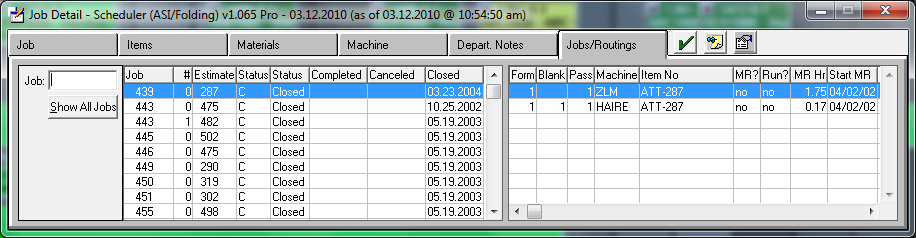 Job Detail - Scheduler (ASI/Folding) v1.065 Pro - 03.12.2010 (as of 03.12.2010 @ 10:54:50 am)
Job Items Materials Machine Depart. Notes Jobs/Routings
Job:
Show All Jobs
Job # Estimate Status Status Completed Canceled Closed
439 0 287 C Closed 03.23.2004
443 0 475 C Closed 10.25.2002
443 1 482 C Closed 05.19.2003
445 0 502 C Closed 05.19.2003
446 0 475 C Closed 05.19.2003
449 0 290 C Closed 05.19.2003
450 0 319 C Closed 05.19.2003
451 0 302 C Closed 05.19.2003
455 0 498 C Closed 05.19.2003
Form Blank Pass Machine Item No MR? Run? MR Hr Start MR
1 1 ZLM ATT-287 no no 1.75 04/02/02
1 1 1 HAIRE ATT-287 no no 0.17 04/02/02